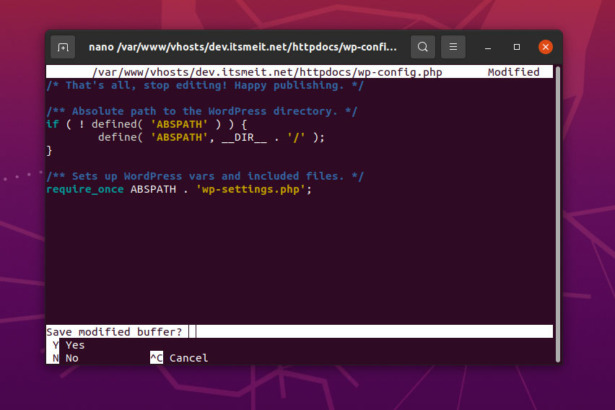 nano /var/www/vhosts/dev.itsmeit.net/httpdocs/wp-confi...
/var/www/vhosts/dev.itsmeit.net/httpdocs/wp-config.php Modified
/* That's all, stop editing! Happy publishing. */
/** Absolute path to the WordPress directory. */
if ( ! defined( 'ABSPATH' ) ) {
define( 'ABSPATH', __DIR__ . '/' );
}
/** Sets up WordPress vars and included files. */
require_once ABSPATH . 'wp-settings.php';
Save modified buffer?
Y Yes
N No ^C Cancel